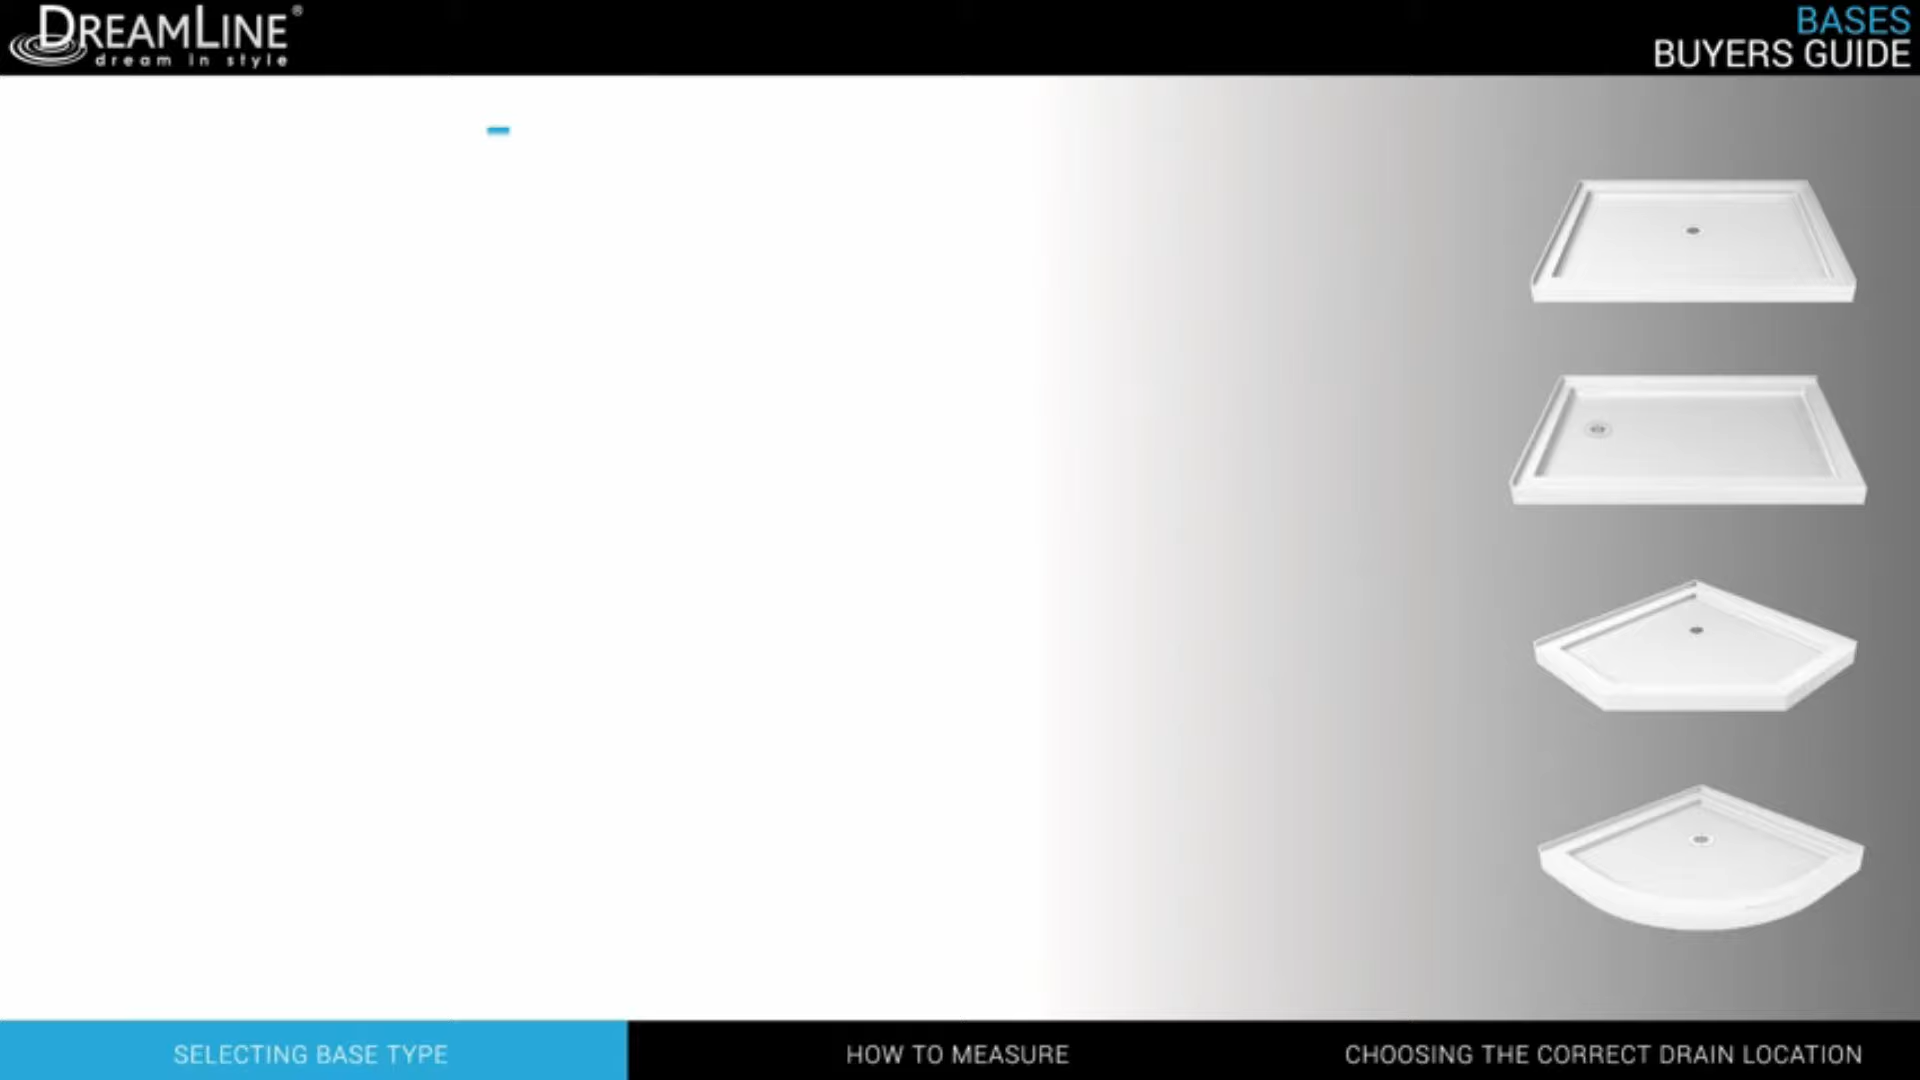 DREAMLINE®
dream in style
BASES
BUYERS GUIDE
SELECTING BASE TYPE
HOW TO MEASURE
CHOOSING THE CORRECT DRAIN LOCATION